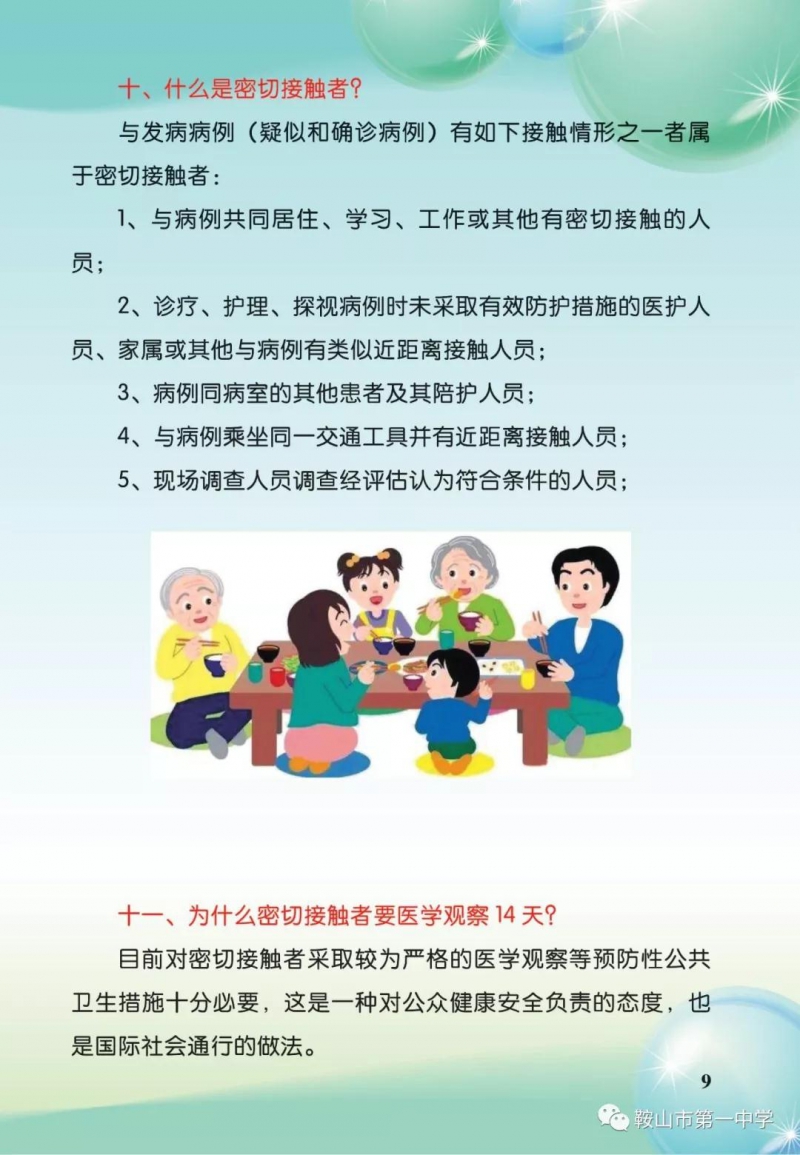 十、什么是密切接触者？
与发病病例（疑似和确诊病例）有如下接触情形之一者属
于密切接触者：
1、与病例共同居住、学习、工作或其他有密切接触的人
员；
2、诊疗、护理、探视病例时未采取有效防护措施的医护人
员、家属或其他与病例有类似近距离接触人员；
3、病例同病室的其他患者及其陪护人员；
4、与病例乘坐同一交通工具并有近距离接触人员；
5、现场调查人员调查经评估认为符合条件的人员；
十一、为什么密切接触者要医学观察14天？
目前对密切接触者采取较为严格的医学观察等预防性公共
卫生措施十分必要，这是一种对公众健康安全负责的态度，也
是国际社会通行的做法。
9
鞍山市第一中学